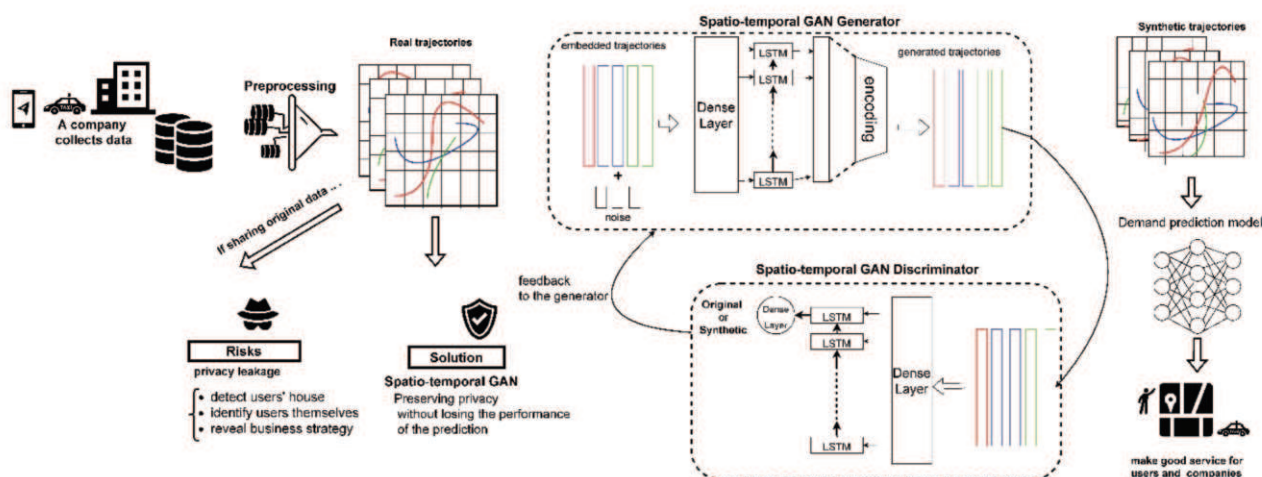 A company
collects data
Preprocessing
Real trajectories
If sharing original data
Risks
privacy leakage
• detect users' house
• identify users themselves
• reveal business strategy
Solution
Spatio-temporal GAN
Preserving privacy
without losing the performance
of the prediction
Spatio-temporal GAN Generator
embedded trajectories
+
noise
Dense
Layer
LSTM
LSTM
LSTM
encoding
generated trajectories
feedback
to the generator
Spatio-temporal GAN Discriminator
Original
or
Synthetic
Dense
Layer
LSTM
LSTM
LSTM
Dense
Layer
Synthetic trajectories
Demand prediction model
make good service for
users and companies